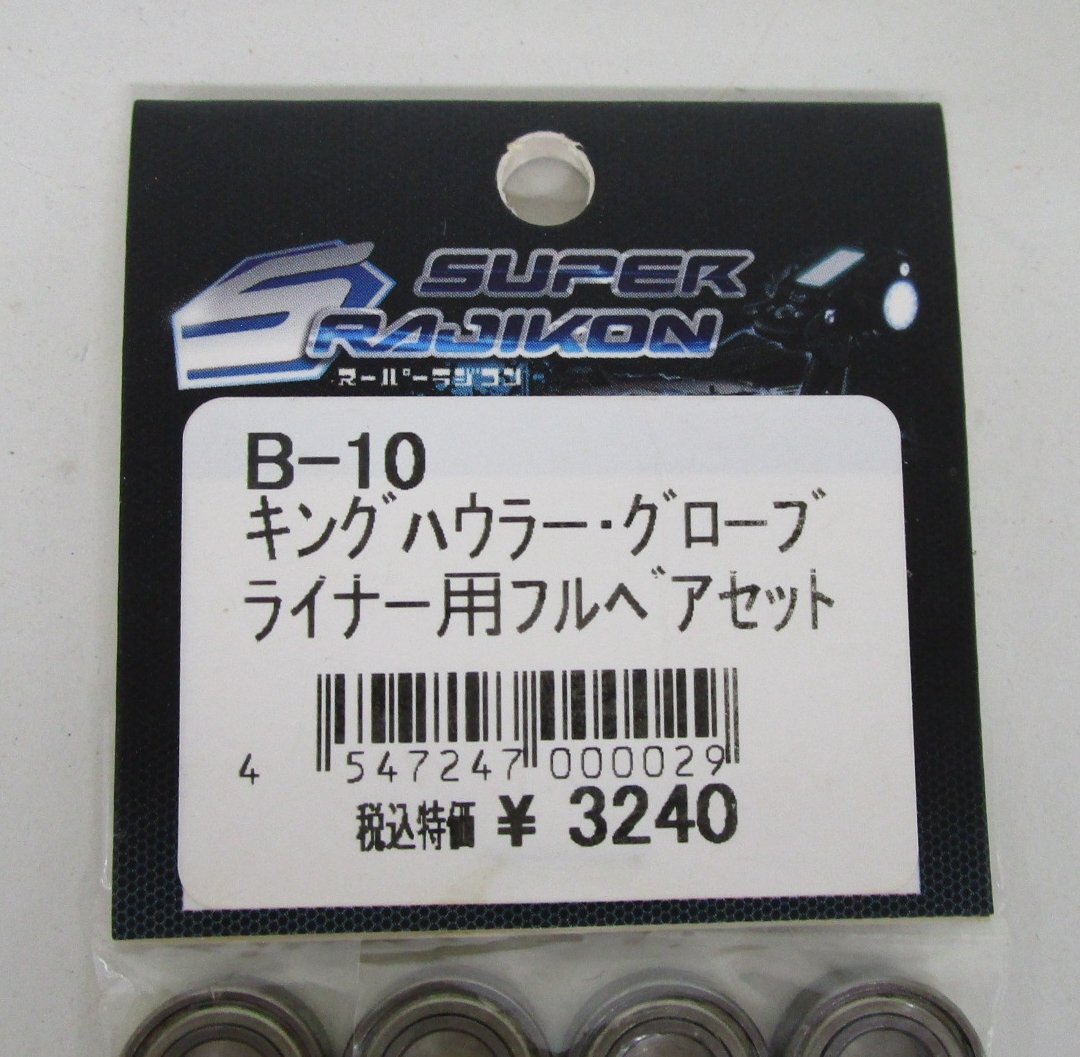 SUPER
RAJIKON
スーパーラジコン
B-10
キングハウラー・グローブ
ライナー用フルベアセット
4 547247 000029
税込特価 ¥ 3240